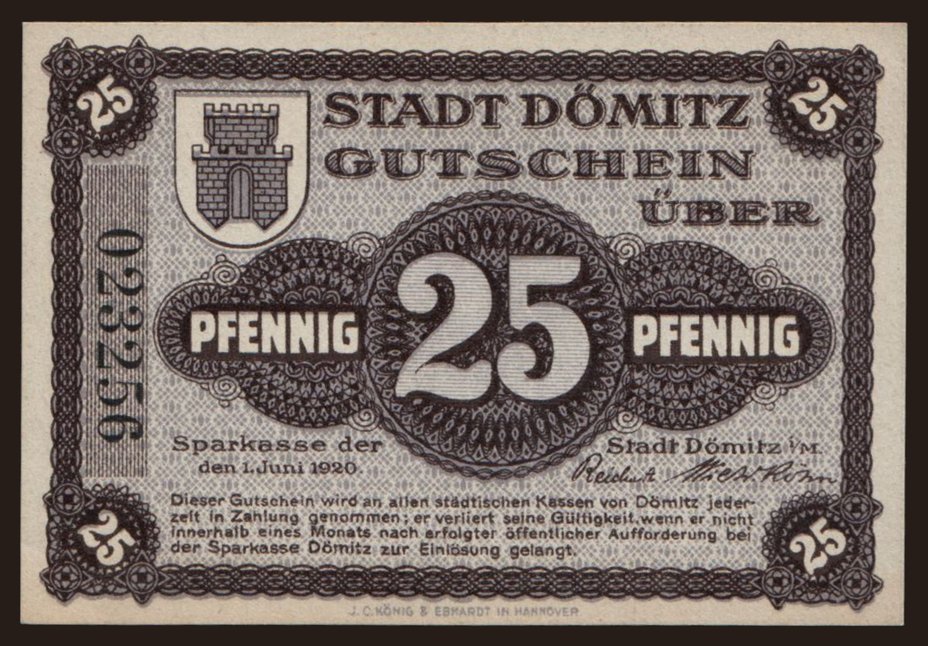 25
STADT DÖMITZ
25
GUTSCHEIN
ÜBER
023256
PFENNIG 25 PFENNIG
Sparkasse der Stadt Dömitz i/M.
den 1. Juni 1920.
Dieser Gutschein wird an allen städtischen Kassen von Dömitz jeder-
zeit in Zahlung genommen; er verliert seine Gültigkeit, wenn er nicht
innerhalb eines Monats nach erfolgter öffentlicher Aufforderung bei
der Sparkasse Dömitz zur Einlösung gelangt.
25
25
J. C. KÖNIG & EBHARDT IN HANNOVER